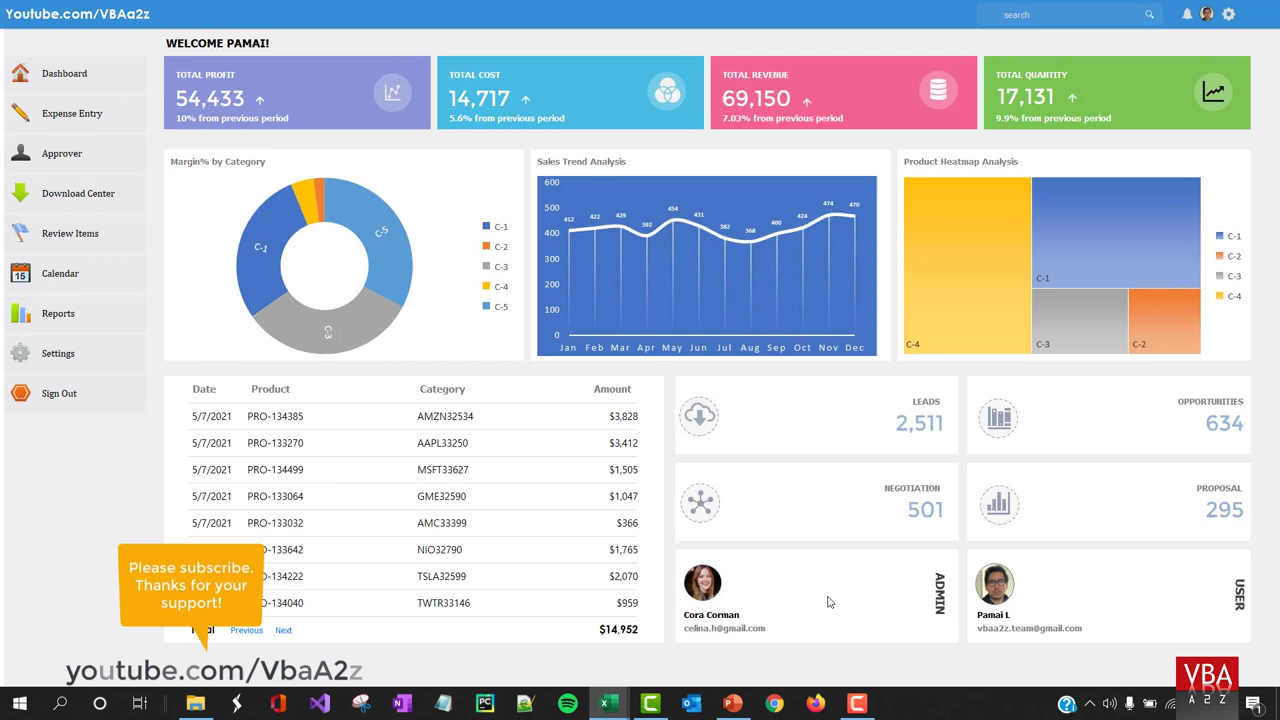 Youtube.com/VBAa2z
search
WELCOME PAMAI!
Dashboard
Expense Entry
Approver
Download Center
Review Items
Calendar
15
Reports
Settings
Sign Out
TOTAL PROFIT
54,433
10% from previous period
TOTAL COST
14,717
5.6% from previous period
TOTAL REVENUE
69,150
7.03% from previous period
TOTAL QUANTITY
17,131
9.9% from previous period
Margin% by Category
C-1
C-5
C-3
C-1
C-2
C-3
C-4
C-5
Sales Trend Analysis
600
500
400
300
200
100
0
412 422 429 392 454 431 382 368 400 424 474 470
Jan Feb Mar Apr May Jun Jul Aug Sep Oct Nov Dec
Product Heatmap Analysis
C-4
C-1
C-3
C-2
C-1
C-2
C-3
C-4
Date Product Category Amount
5/7/2021 PRO-134385 AMZN32534 $3,828
5/7/2021 PRO-133270 AAPL33250 $3,412
5/7/2021 PRO-134499 MSFT33627 $1,505
5/7/2021 PRO-133064 GME32590 $1,047
5/7/2021 PRO-133032 AMC33399 $366
-133642 NIO32790 $1,765
-134222 TSLA32599 $2,070
-134040 TWTR33146 $959
Previous Next $14,952
LEADS
2,511
OPPORTUNITIES
634
NEGOTIATION
501
PROPOSAL
295
Cora Corman
celina.h@gmail.com
ADMIN
Pamai L
vbaa2z.team@gmail.com
USER
Please subscribe.
Thanks for your
support!
youtube.com/VbaA2z
VBA
A2Z